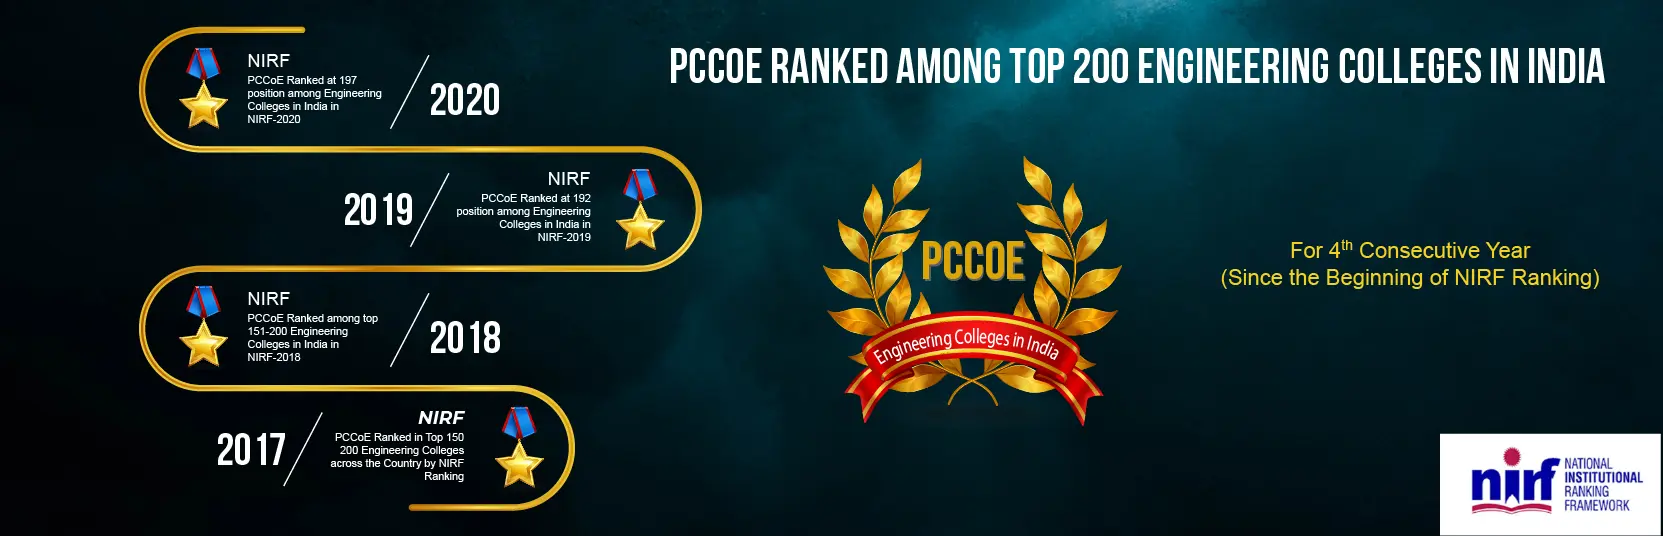 PCCOE RANKED AMONG TOP 200 ENGINEERING COLLEGES IN INDIA
NIRF
PCCoE Ranked at 197
position among Engineering
Colleges in India in
NIRF-2020
2020
2019
NIRF
PCCoE Ranked at 192
position among Engineering
Colleges in India in
NIRF-2019
NIRF
PCCoE Ranked among top
151-200 Engineering
Colleges in India in
NIRF-2018
2018
2017
NIRF
PCCoE Ranked in Top 150
200 Engineering Colleges
across the Country by NIRF
Ranking
PCCOE
Engineering Colleges in India
For 4th Consecutive Year
(Since the Beginning of NIRF Ranking)
nirf
NATIONAL
INSTITUTIONAL
RANKING
FRAMEWORK